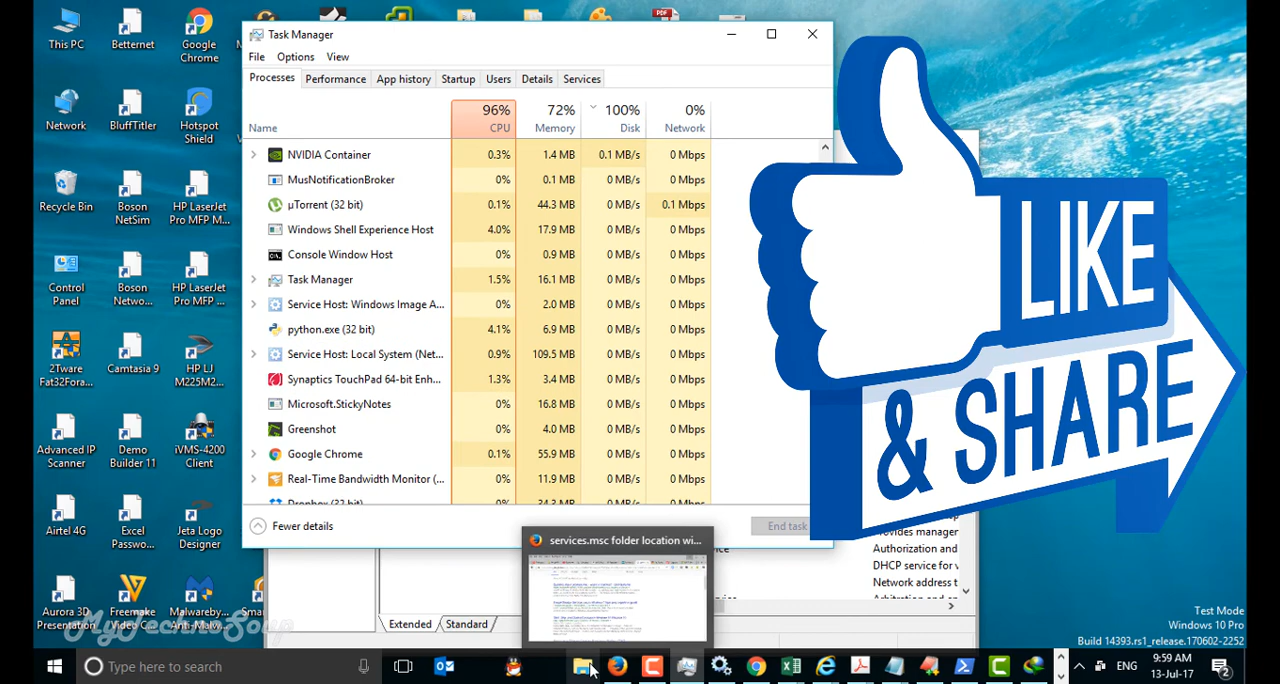 This PC
Betternet
Google
Chrome
Network
BluffTitler
Hotspot
Shield
Recycle Bin
Boson
NetSim
HP LaserJet
Pro MFP M...
Control
Panel
Boson
Netwo...
HP LaserJet
Pro MFP ...
2Tware
Fat32Fora...
Camtasia 9
HP LJ
M225M2...
Advanced IP
Scanner
Demo
Builder 11
iVMS-4200
Client
Airtel 4G
Excel
Passwo...
Jeta Logo
Designer
Aurora 3D
Presentation
Freemake
Video C...
Malwareby...
Anti-Malw...
Task Manager
File Options View
Processes Performance App history Startup Users Details Services
96% 72% 100% 0%
Name CPU Memory Disk Network
NVIDIA Container 0.3% 1.4 MB 0.1 MB/s 0 Mbps
MusNotificationBroker 0% 0.1 MB 0 MB/s 0 Mbps
µTorrent (32 bit) 0.1% 44.3 MB 0 MB/s 0.1 Mbps
Windows Shell Experience Host 4.0% 17.9 MB 0 MB/s 0 Mbps
Console Window Host 0% 0.9 MB 0 MB/s 0 Mbps
Task Manager 1.5% 16.1 MB 0 MB/s 0 Mbps
Service Host: Windows Image A... 0% 2.0 MB 0 MB/s 0 Mbps
python.exe (32 bit) 4.1% 6.9 MB 0 MB/s 0 Mbps
Service Host: Local System (Net... 0.9% 109.5 MB 0 MB/s 0 Mbps
Synaptics TouchPad 64-bit Enh... 1.3% 3.4 MB 0 MB/s 0 Mbps
Microsoft.StickyNotes 0% 16.8 MB 0 MB/s 0 Mbps
Greenshot 0% 4.0 MB 0 MB/s 0 Mbps
Google Chrome 0.1% 55.9 MB 0 MB/s 0 Mbps
Real-Time Bandwidth Monitor (... 0% 11.9 MB 0 MB/s 0 Mbps
Dropbox (32 bit) 0% 34.3 MB 0 MB/s 0 Mbps
Fewer details End task
LIKE
& SHARE
services.msc folder location wi...
Authorization and
DHCP service for v
Network address t
Extended Standard
Test Mode
Windows 10 Pro
Build 14393.rs1_release.170602-2252
Type here to search
ENG
9:59 AM
13-Jul-17
2